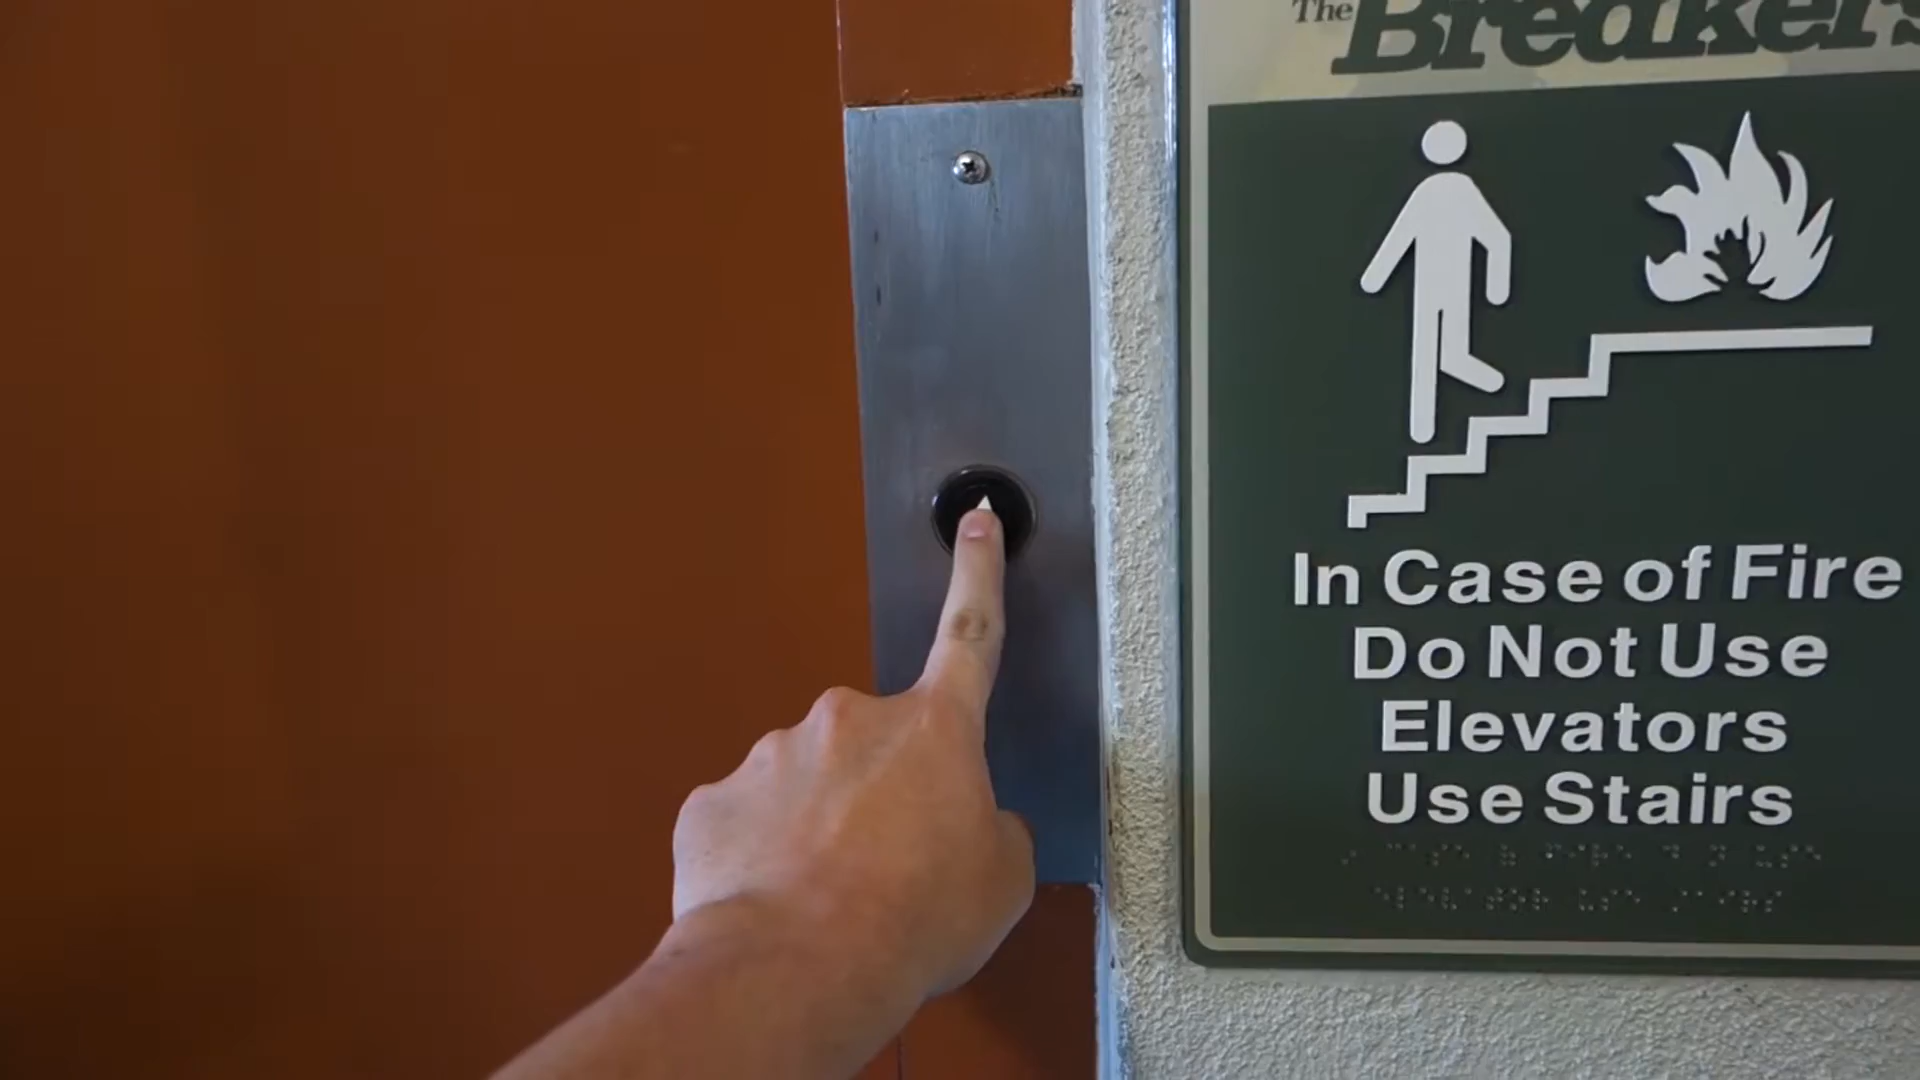 The Breakers
In Case of Fire
Do Not Use
Elevators
Use Stairs